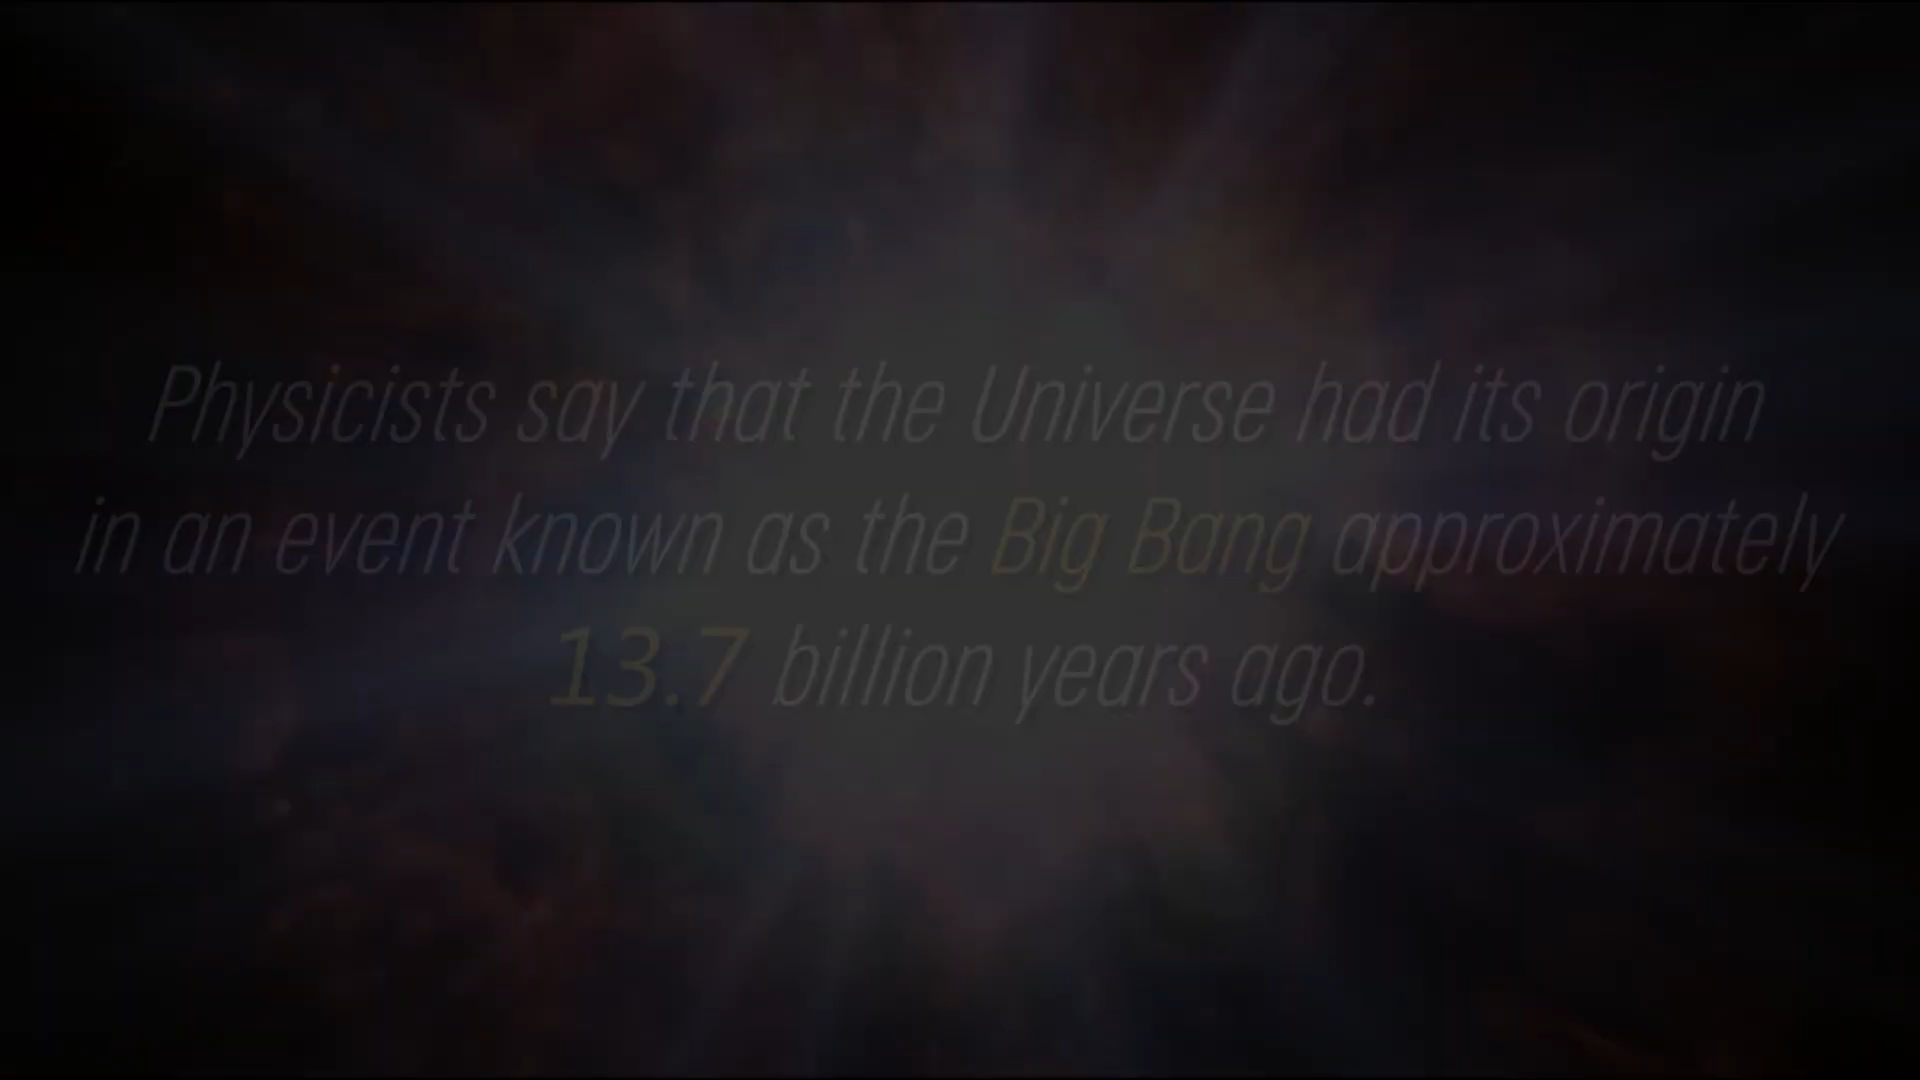 Physicists say that the Universe had its origin
in an event known as the Big Bang approximately
13.7 billion years ago.